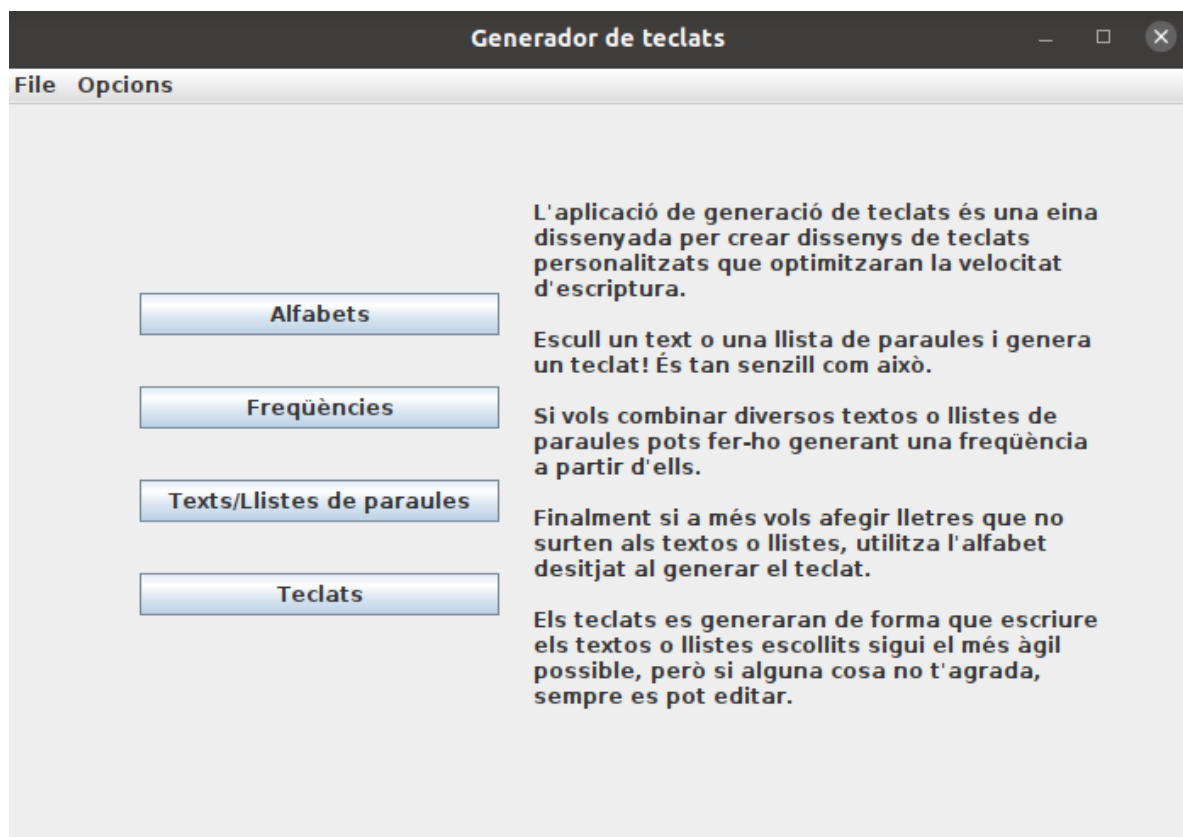 Generador de teclats
File Opcions
Alfabets
Freqüències
Texts/Llistes de paraules
Teclats
L'aplicació de generació de teclats és una eina
dissenyada per crear dissenys de teclats
personalitzats que optimitzaran la velocitat
d'escriptura.
Escull un text o una llista de paraules i genera
un teclat! És tan senzill com això.
Si vols combinar diversos textos o llistes de
paraules pots fer-ho generant una freqüència
a partir d'ells.
Finalment si a més vols afegir lletres que no
surten als textos o llistes, utilitza l'alfabet
desitjat al generar el teclat.
Els teclats es generaran de forma que escriure
els textos o llistes escollits sigui el més àgil
possible, però si alguna cosa no t'agrada,
sempre es pot editar.